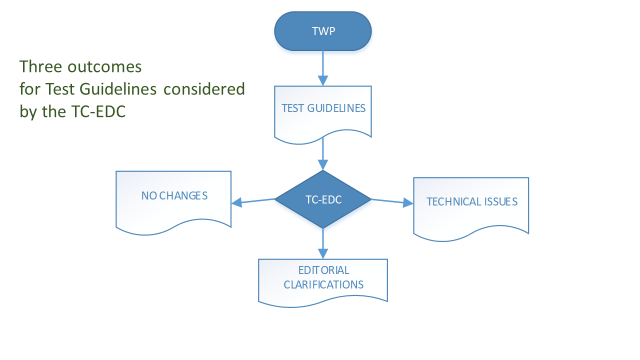 TWP
Three outcomes
for Test Guidelines considered
by the TC-EDC
TEST GUIDELINES
NO CHANGES
TC-EDC
TECHNICAL ISSUES
EDITORIAL
CLARIFICATIONS